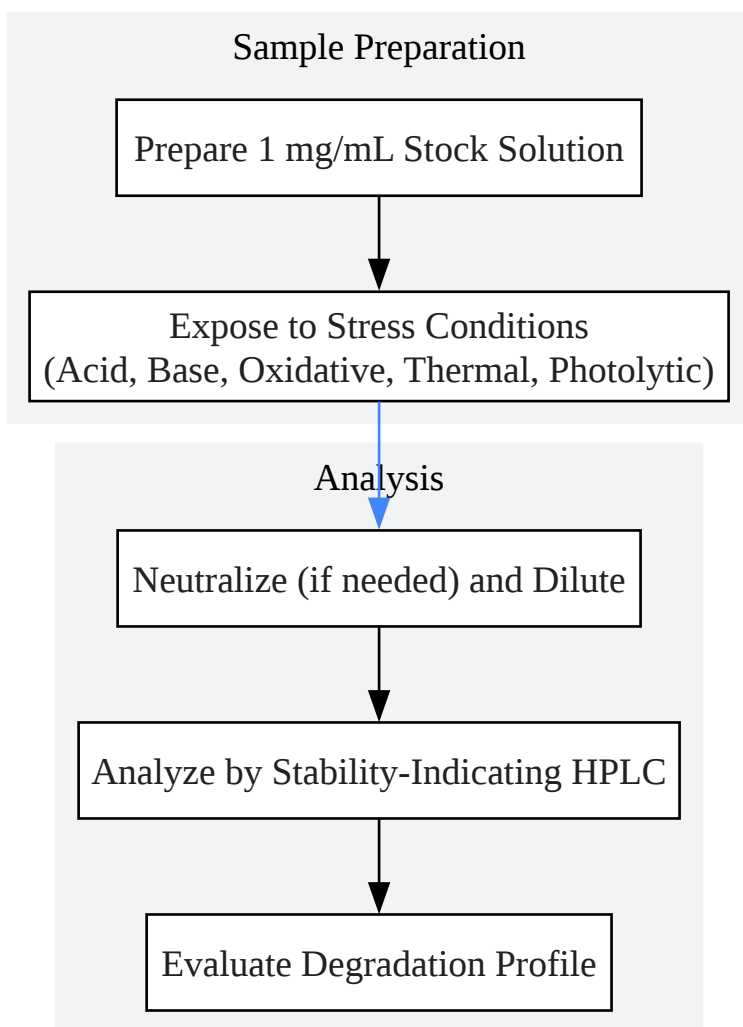 Sample Preparation
Prepare 1 mg/mL Stock Solution
Expose to Stress Conditions
(Acid, Base, Oxidative, Thermal, Photolytic)
Analysis
Neutralize (if needed) and Dilute
Analyze by Stability-Indicating HPLC
Evaluate Degradation Profile